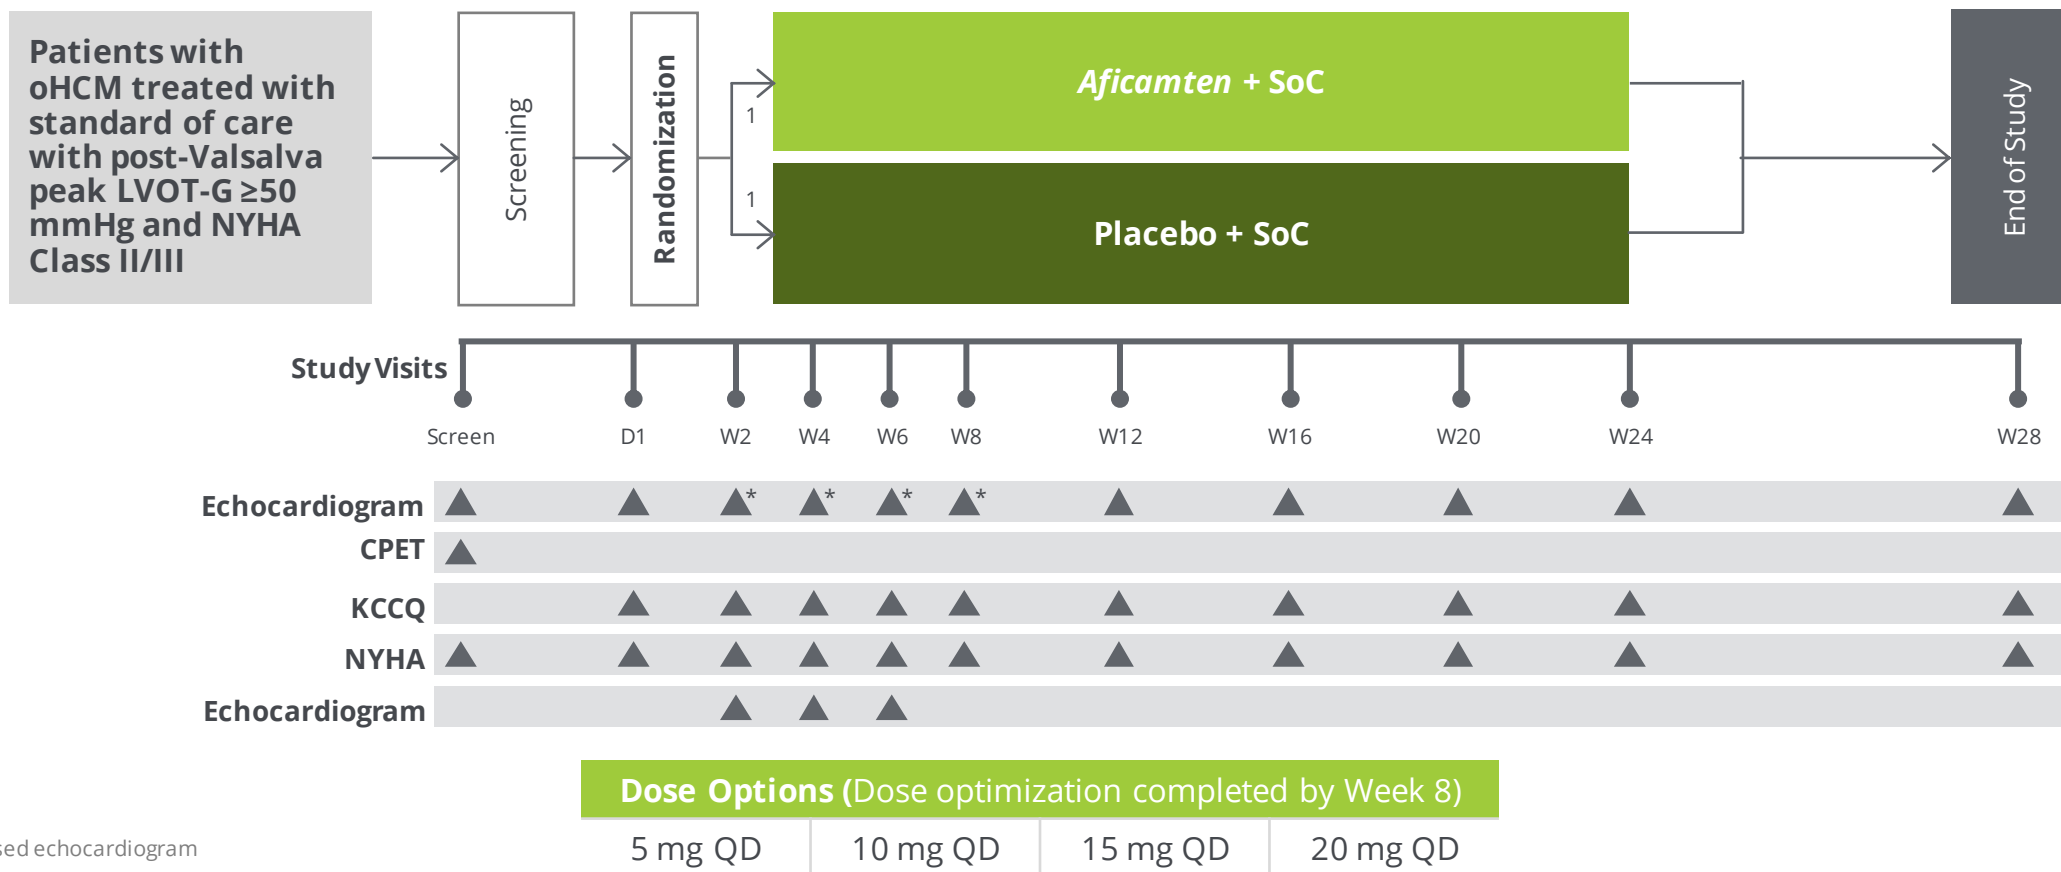 Patients with
oHCM treated with
standard of care
with post-Valsalva
peak LVOT-G ≥50
mmHg and NYHA
Class II/III
Screening
Randomization
1
1
Aficamten + SoC
Placebo + SoC
End of Study
Study Visits
Screen D1 W2 W4 W6 W8 W12 W16 W20 W24 W28
Echocardiogram * * * *
CPET
KCCQ
NYHA
Echocardiogram
Dose Options (Dose optimization completed by Week 8)
5 mg QD 10 mg QD 15 mg QD 20 mg QD
echocardiogram